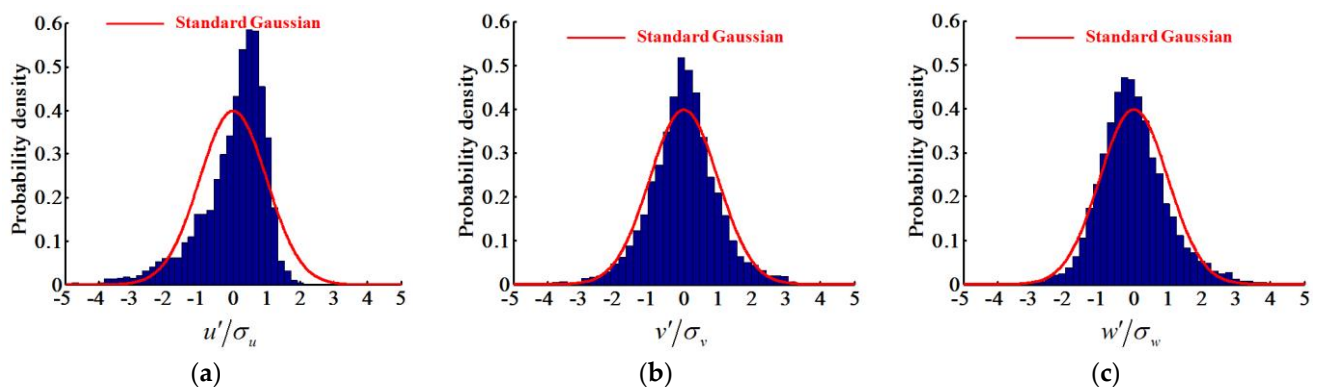 Standard Gaussian
Probability density
0.6
0.5
0.4
0.3
0.2
0.1
0
-5 -4 -3 -2 -1 0 1 2 3 4 5
u′/σu
(a)
Standard Gaussian
Probability density
0.6
0.5
0.4
0.3
0.2
0.1
0
-5 -4 -3 -2 -1 0 1 2 3 4 5
v′/σv
(b)
Standard Gaussian
Probability density
0.6
0.5
0.4
0.3
0.2
0.1
0
-5 -4 -3 -2 -1 0 1 2 3 4 5
w′/σw
(c)